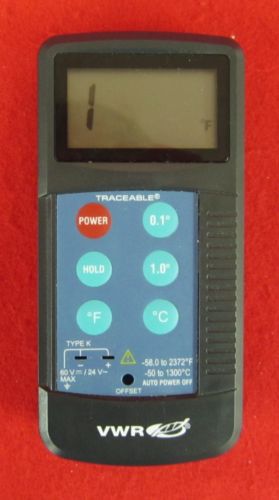 -1
°F
TRACEABLE®
POWER 0.1°
HOLD 1.0°
°F °C
TYPE K
- +
60 V ⎓ / 24 V~
MAX
-58.0 to 2372°F
-50 to 1300°C
AUTO POWER OFF
OFFSET
VWR